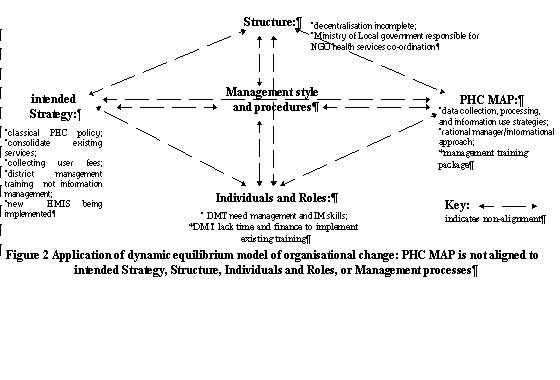 Structure:¶
"decentralisation incomplete;
"Ministry of Local government responsible for
NGO health services co-ordination¶
intended
Strategy:¶
"classical PHC policy;
"consolidate existing
services;
"collecting user fees;
"district management
training not information
management;
"new HMIS being
implemented¶
Management style
and procedures¶
PHC MAP:¶
"data collection, processing,
and information use strategies;
"rational manager/informational
approach;
"management training
package¶
Individuals and Roles:¶
" DMT need management and IM skills;
"DMT lack time and finance to implement
existing training¶
Key:
indicates non-alignment¶
Figure 2 Application of dynamic equilibrium model of organisational change: PHC MAP is not aligned to
intended Strategy, Structure, Individuals and Roles, or Management processes¶